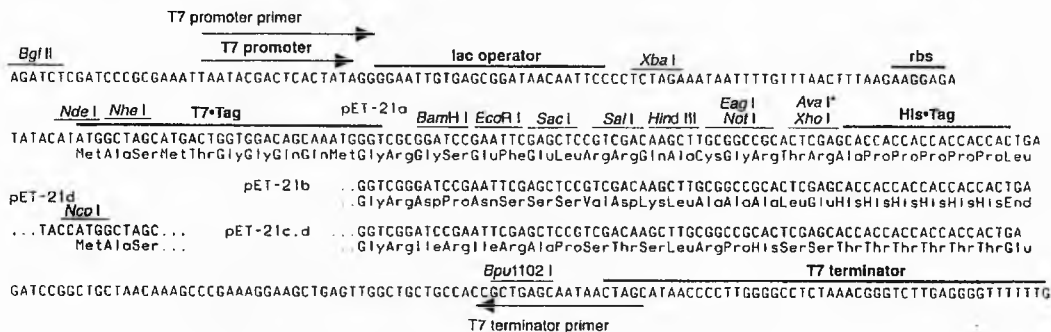 T7 promoter primer
Bgl II T7 promoter lac operator Xba I rbs
AGATCTCGATCCCGCGAAATTAATACGACTCACTATAGGGGAATTGTGAGCGGATAACAATTCCCCTCTAGAAATAATTTTGTTTAACTTTAAGAAGGAGA
Nde I Nhe I T7•Tag pET-21a BamH I EcoR I Sac I Sal I Hind III Eag I Not I Ava I* Xho I His•Tag
TATACATATGGCTAGCATGACTGGTGGACAGCAAATGGGTCGCGGATCCGAATTCGAGCTCCGTCGACAAGCTTGCGGCCGCACTCGAGCACCACCACCACCACCACTGA
MetAlaSerMetThrGlyGlyGlnGlnMetGlyArgGlySerGluPheGluLeuArgArgGlnAlaCysGlyArgThrArgAlaProProProProProProLeu
pET-21b ...GGTCGGGATCCGAATTCGAGCTCCGTCGACAAGCTTGCGGCCGCACTCGAGCACCACCACCACCACCACTGA
GlyArgAspProAsnSerSerSerValAspLysLeuAlaAlaAlaLeuGluHisHisHisHisHisHisEnd
pET-21d
Nco I
...TACCATGGCTAGC... pET-21c,d ...GGTCGGATCCGAATTCGAGCTCCGTCGACAAGCTTGCGGCCGCACTCGAGCACCACCACCACCACCACTGA
MetAlaSer... GlyArgIleArgIleArgAlaProSerThrSerLeuArgProHisSerSerThrThrThrThrThrThrGlu
Bpu1102 I T7 terminator
GATCCGGCTGCTAACAAAGCCCGAAAGGAAGCTGAGTTGGCTGCTGCCACCGCTGAGCAATAACTAGCATAACCCCTTGGGGCCTCTAAACGGGTCTTGAGGGGTTTTTTG
T7 terminator primer